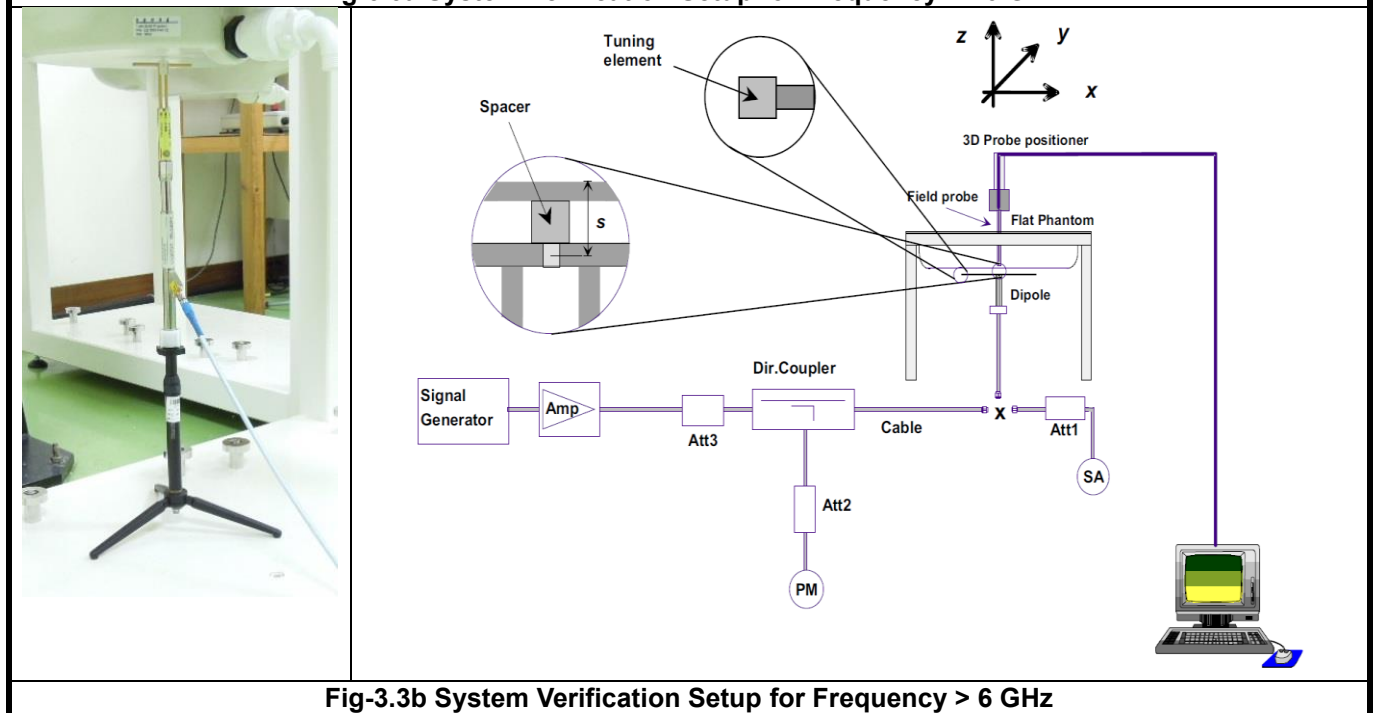 Tuning
element
z
y
x
Spacer
3D Probe positioner
Field probe
Flat Phantom
s
Dipole
Dir.Coupler
Signal
Generator
Amp
Att3
Cable
x
Att1
SA
Att2
PM
Fig-3.3b System Verification Setup for Frequency > 6 GHz